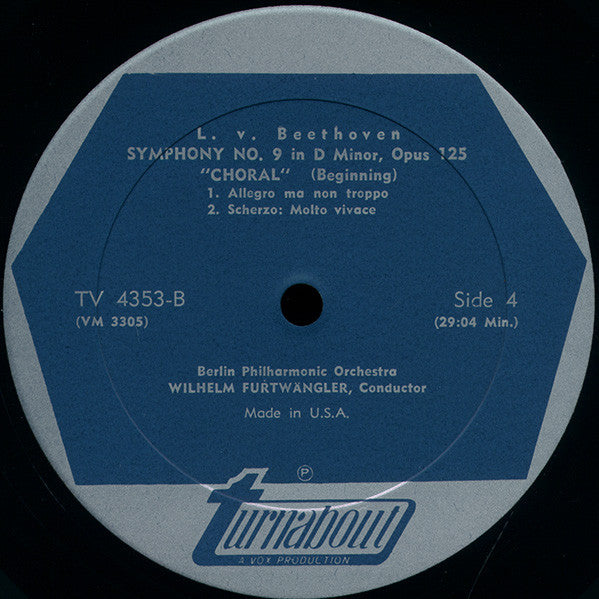 L. v. Beethoven
SYMPHONY NO. 9 in D Minor, Opus 125
"CHORAL" (Beginning)
1. Allegro ma non troppo
2. Scherzo: Molto vivace
TV 4353-B
(VM 3305)
Side 4
(29:04 Min.)
Berlin Philharmonic Orchestra
WILHELM FURTWÄNGLER, Conductor
Made in U.S.A.
Ⓟ
turnabout
A VOX PRODUCTION